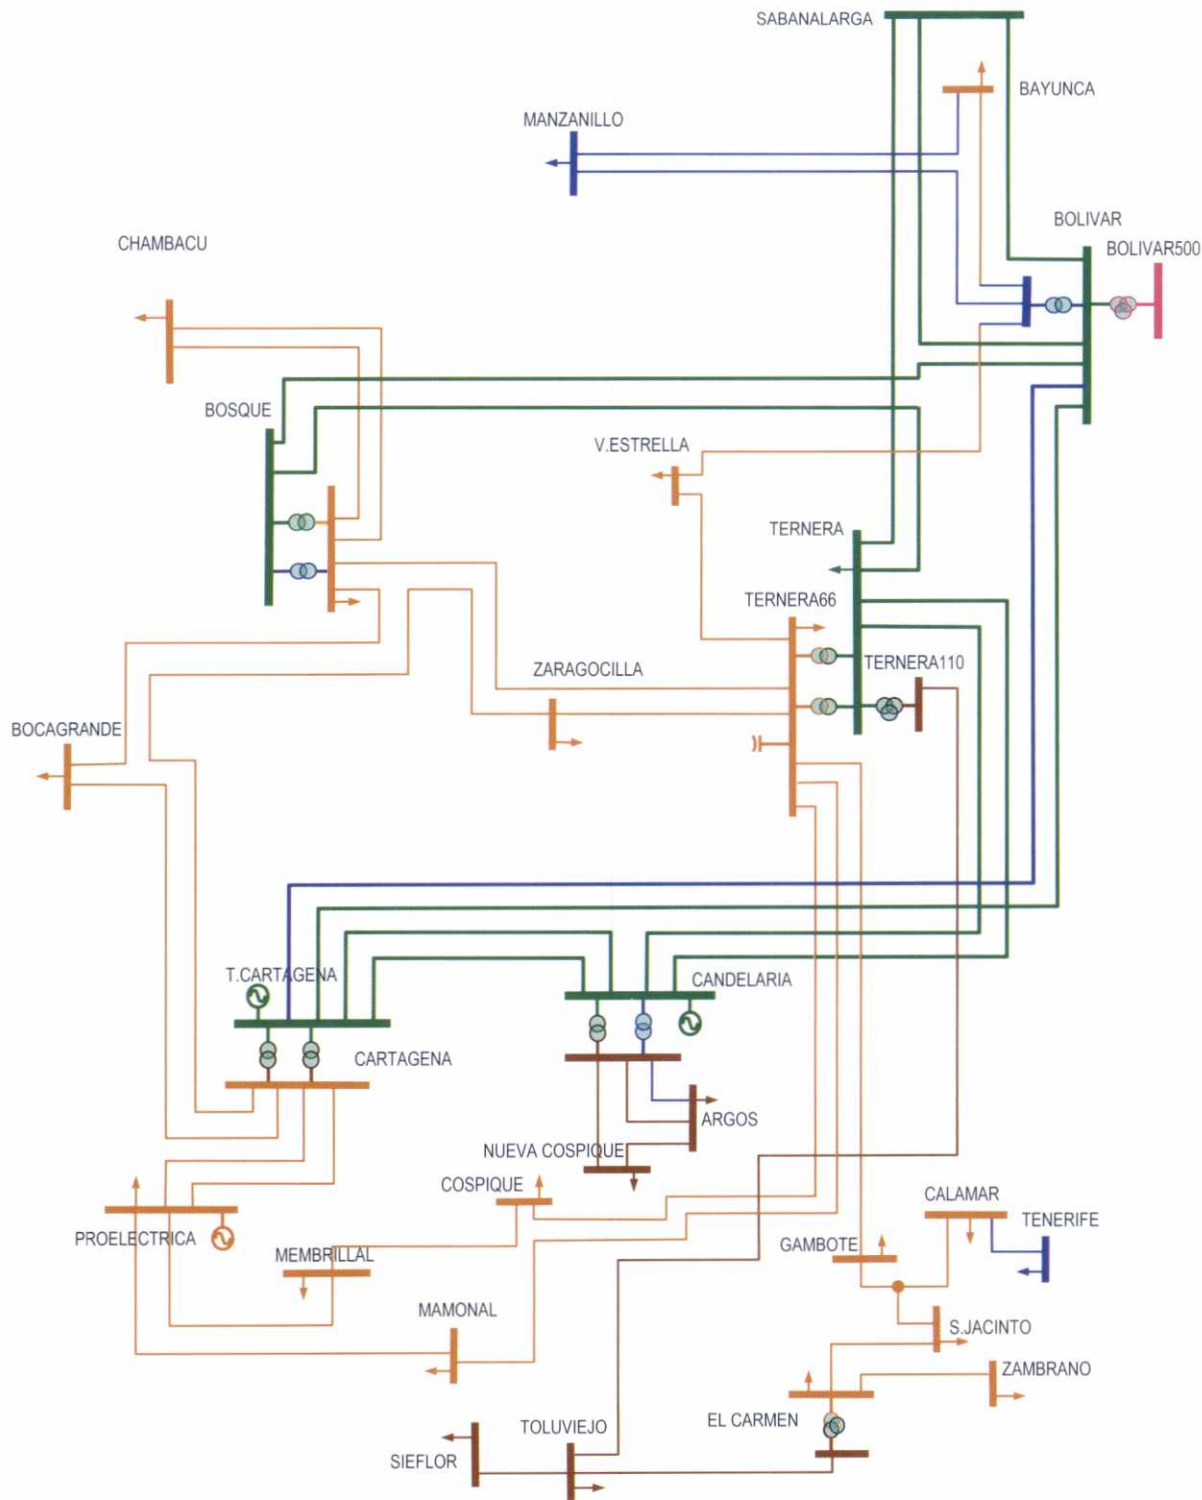 SABANALARGA
BAYUNCA
MANZANILLO
BOLIVAR
CHAMBACU
BOLIVAR500
BOSQUE
V.ESTRELLA
TERNERA
TERNERA66
TERNERA110
ZARAGOCILLA
BOCAGRANDE
T.CARTAGENA
CANDELARIA
CARTAGENA
ARGOS
NUEVA COSPIQUE
COSPIQUE
CALAMAR
TENERIFE
PROELECTRICA
GAMBOTE
MEMBRILLAL
MAMONAL
S.JACINTO
ZAMBRANO
EL CARMEN
TOLUVIEJO
SIEFLOR